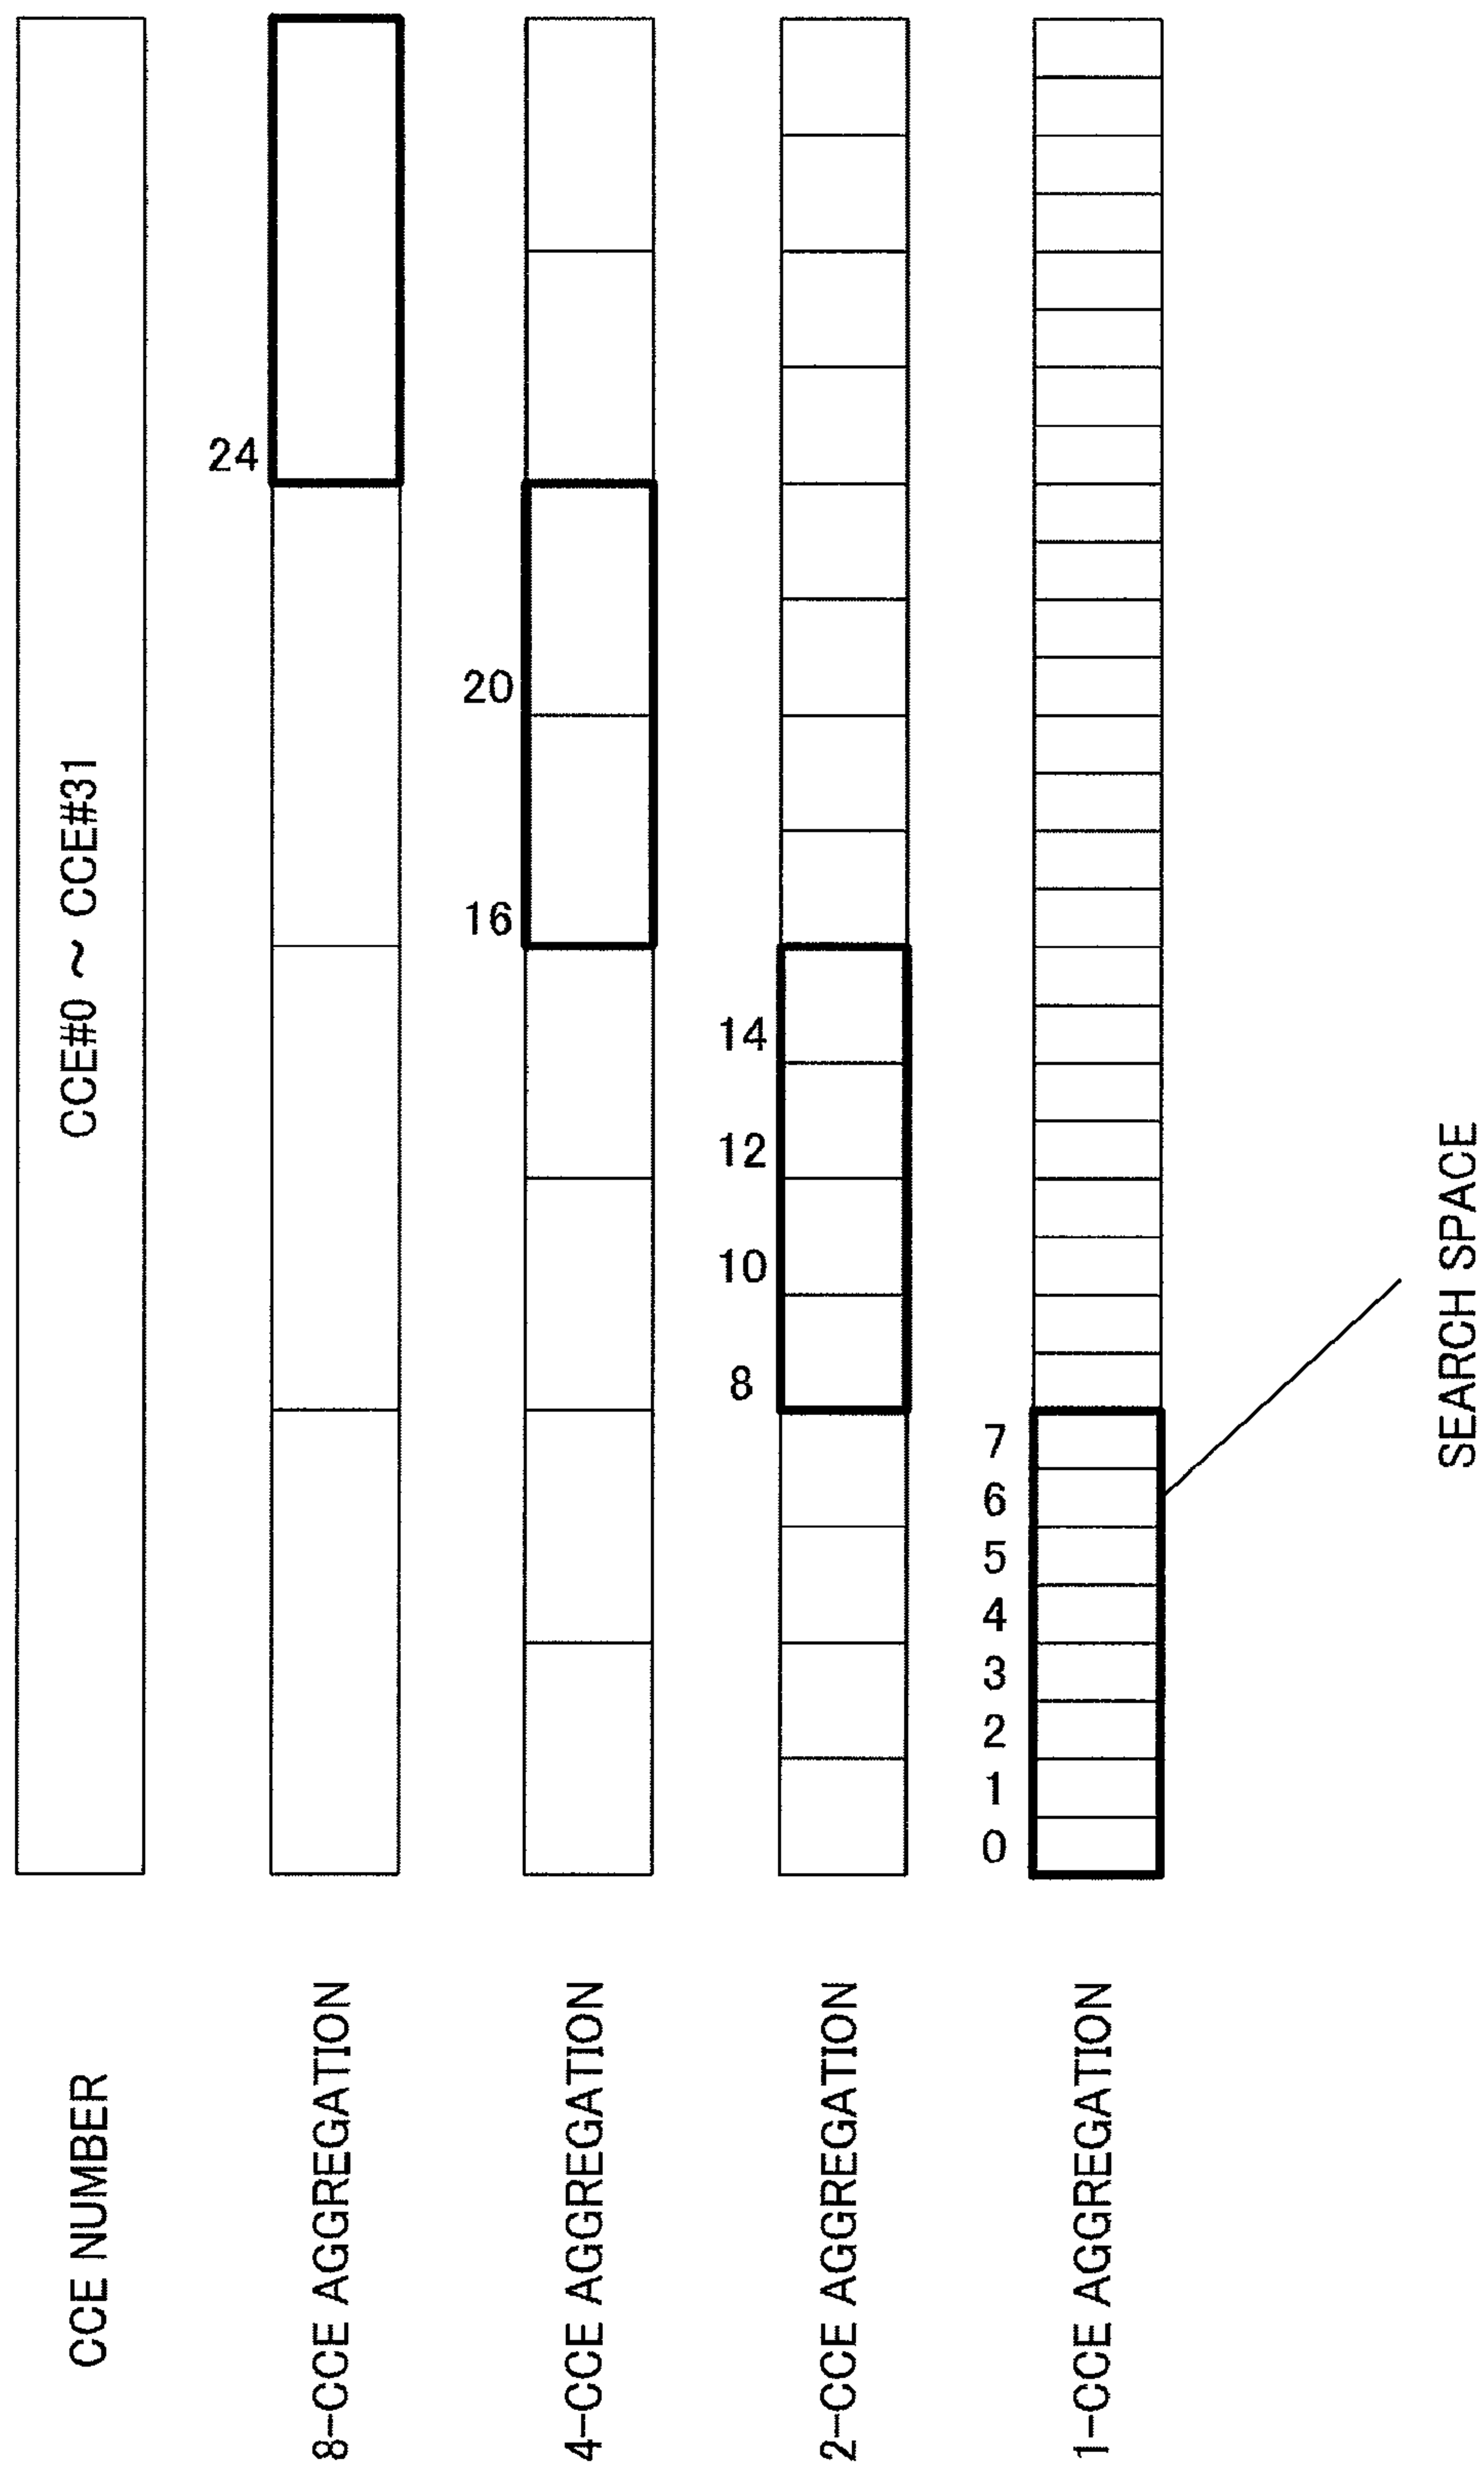 CCE NUMBER
CCE#0 ~ CCE#31
8-CCE AGGREGATION
24
4-CCE AGGREGATION
16
20
2-CCE AGGREGATION
8
10
12
14
1-CCE AGGREGATION
0
1
2
3
4
5
6
7
SEARCH SPACE